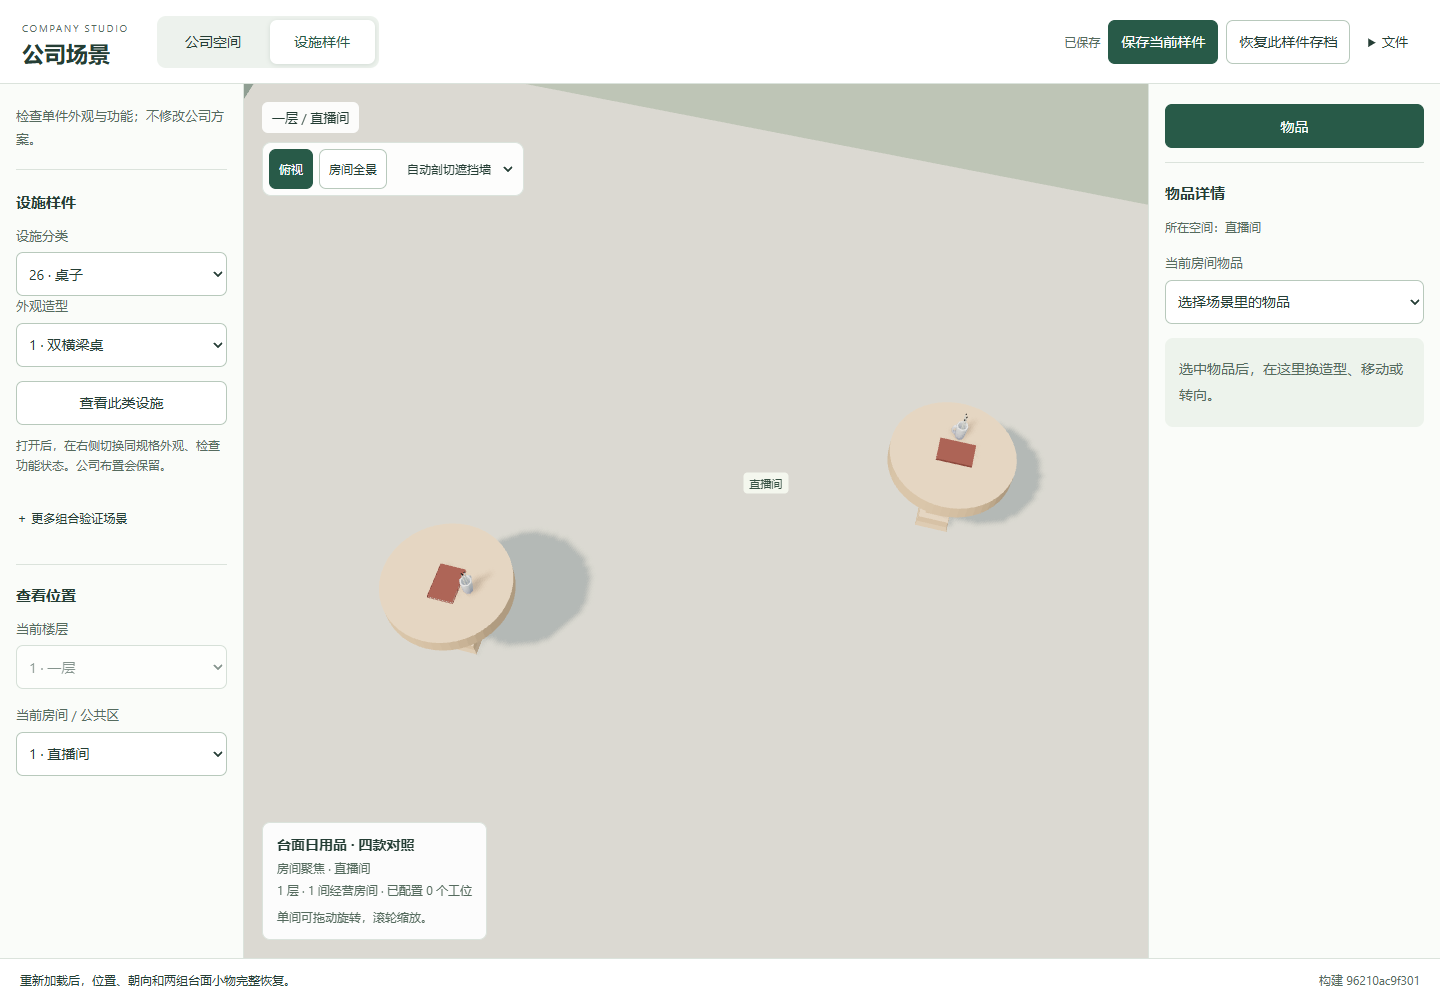 COMPANY STUDIO
公司场景
公司空间
设施样件
已保存
保存当前样件
恢复此样件存档
▶ 文件
检查单件外观与功能；不修改公司方
案。
设施样件
设施分类
26 · 桌子
外观造型
1 · 双横梁桌
查看此类设施
打开后，在右侧切换同规格外观、检查
功能状态。公司布置会保留。
+ 更多组合验证场景
查看位置
当前楼层
1 · 一层
当前房间 / 公共区
1 · 直播间
一层 / 直播间
俯视
房间全景
自动剖切遮挡墙
直播间
台面日用品 · 四款对照
房间聚焦 · 直播间
1 层 · 1 间经营房间 · 已配置 0 个工位
单间可拖动旋转，滚轮缩放。
物品
物品详情
所在空间：直播间
当前房间物品
选择场景里的物品
选中物品后，在这里换造型、移动或
转向。
重新加载后，位置、朝向和两组台面小物完整恢复。
构建 96210ac9f301